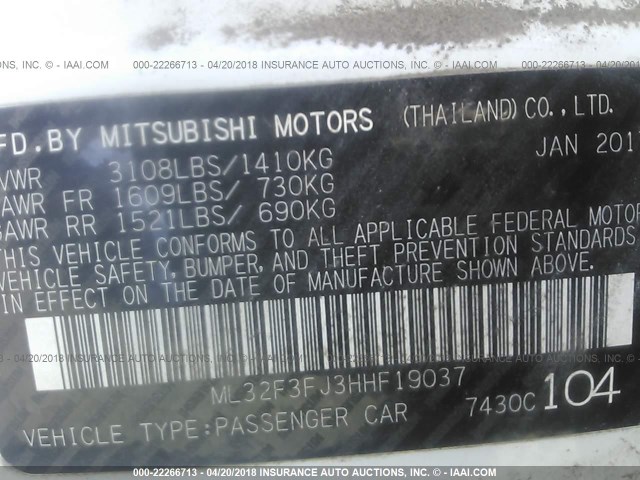 000-22266713 - 04/20/2018 INSURANCE AUTO AUCTIONS, INC. © - IAAI.COM
FD. BY MITSUBISHI MOTORS (THAILAND) CO., LTD.
VWR 3108LBS/1410KG JAN 201
AWR FR 1609LBS/ 730KG
GAWR RR 1521LBS/ 690KG
THIS VEHICLE CONFORMS TO ALL APPLICABLE FEDERAL MOTOR
VEHICLE SAFETY, BUMPER, AND THEFT PREVENTION STANDARDS
IN EFFECT ON THE DATE OF MANUFACTURE SHOWN ABOVE.
ML32F3FJ3HHF19037
7430C 104
VEHICLE TYPE:PASSENGER CAR
000-22266713 - 04/20/2018 INSURANCE AUTO AUCTIONS, INC. © - IAAI.COM
000-22266713 - 04/20/2018 INSURANCE AUTO AUCTIONS, INC. © - IAAI.COM